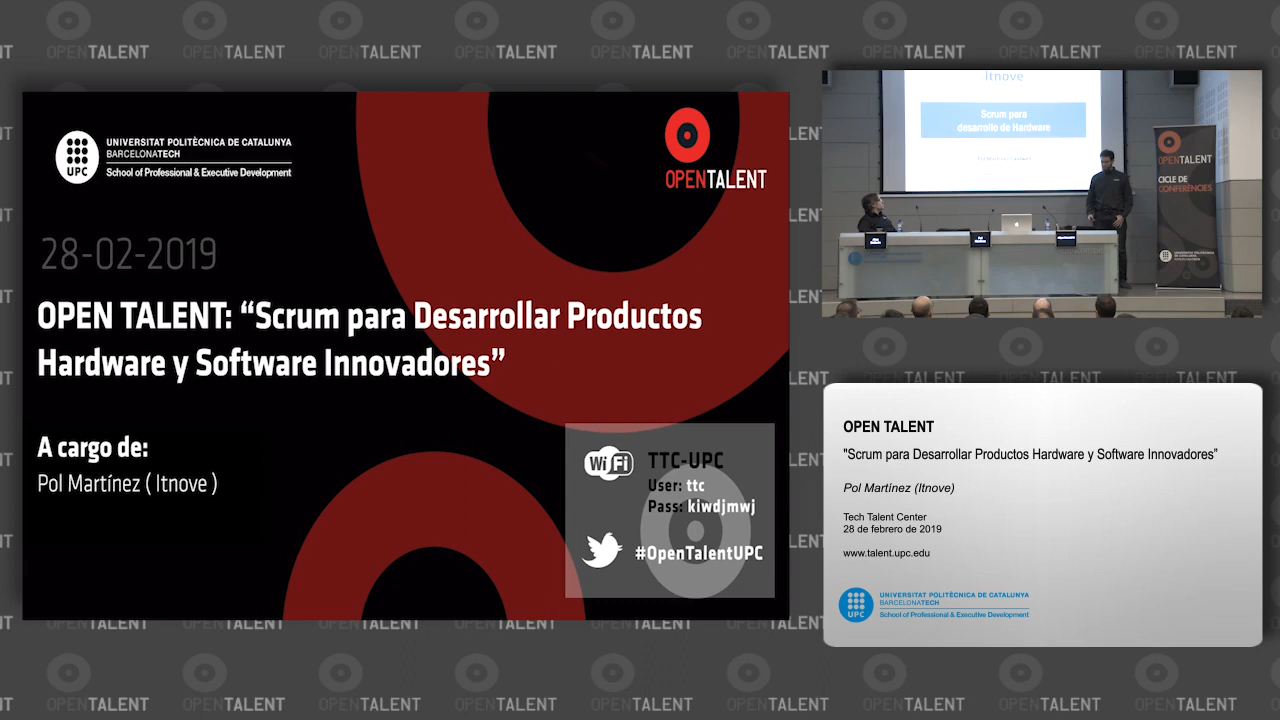 UNIVERSITAT POLITÈCNICA DE CATALUNYA
BARCELONATECH
School of Professional & Executive Development
UPC
OPENTALENT
28-02-2019
OPEN TALENT: “Scrum para Desarrollar Productos
Hardware y Software Innovadores”
A cargo de:
Pol Martínez ( Itnove )
WiFi
TTC-UPC
User: ttc
Pass: kiwdjmwj
#OpenTalentUPC
Itnove
Scrum para
desarrollo de Hardware
OPENTALENT
CICLE DE
CONFERÈNCIES
OPEN TALENT
"Scrum para Desarrollar Productos Hardware y Software Innovadores”
Pol Martínez (Itnove)
Tech Talent Center
28 de febrero de 2019
www.talent.upc.edu
UNIVERSITAT POLITÈCNICA DE CATALUNYA
BARCELONATECH
School of Professional & Executive Development
UPC